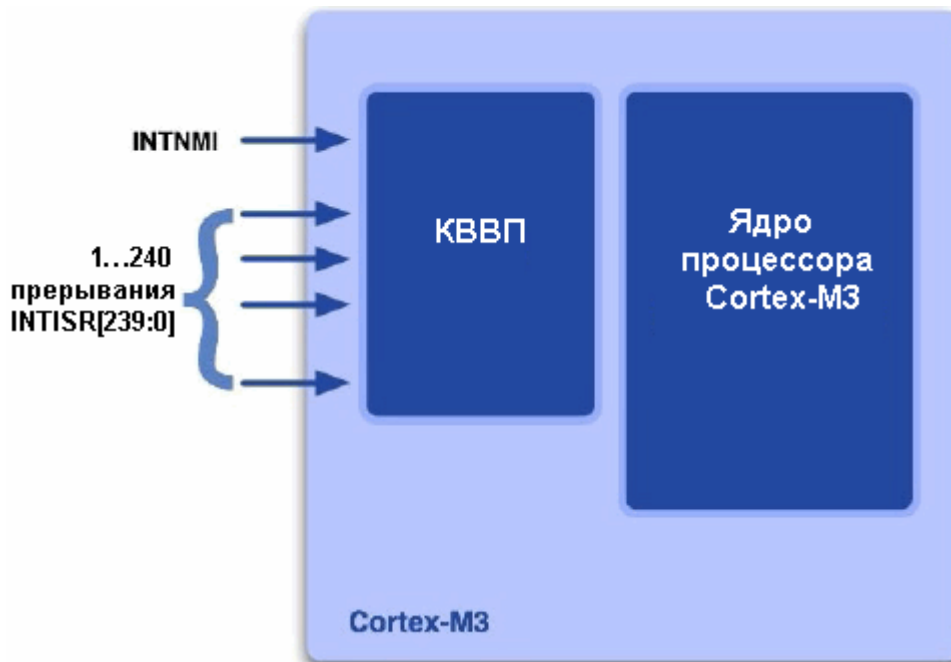 INTNMI
1...240
прерывания
INTISR[239:0]
КВВП
Ядро
процессора
Cortex-M3
Cortex-M3